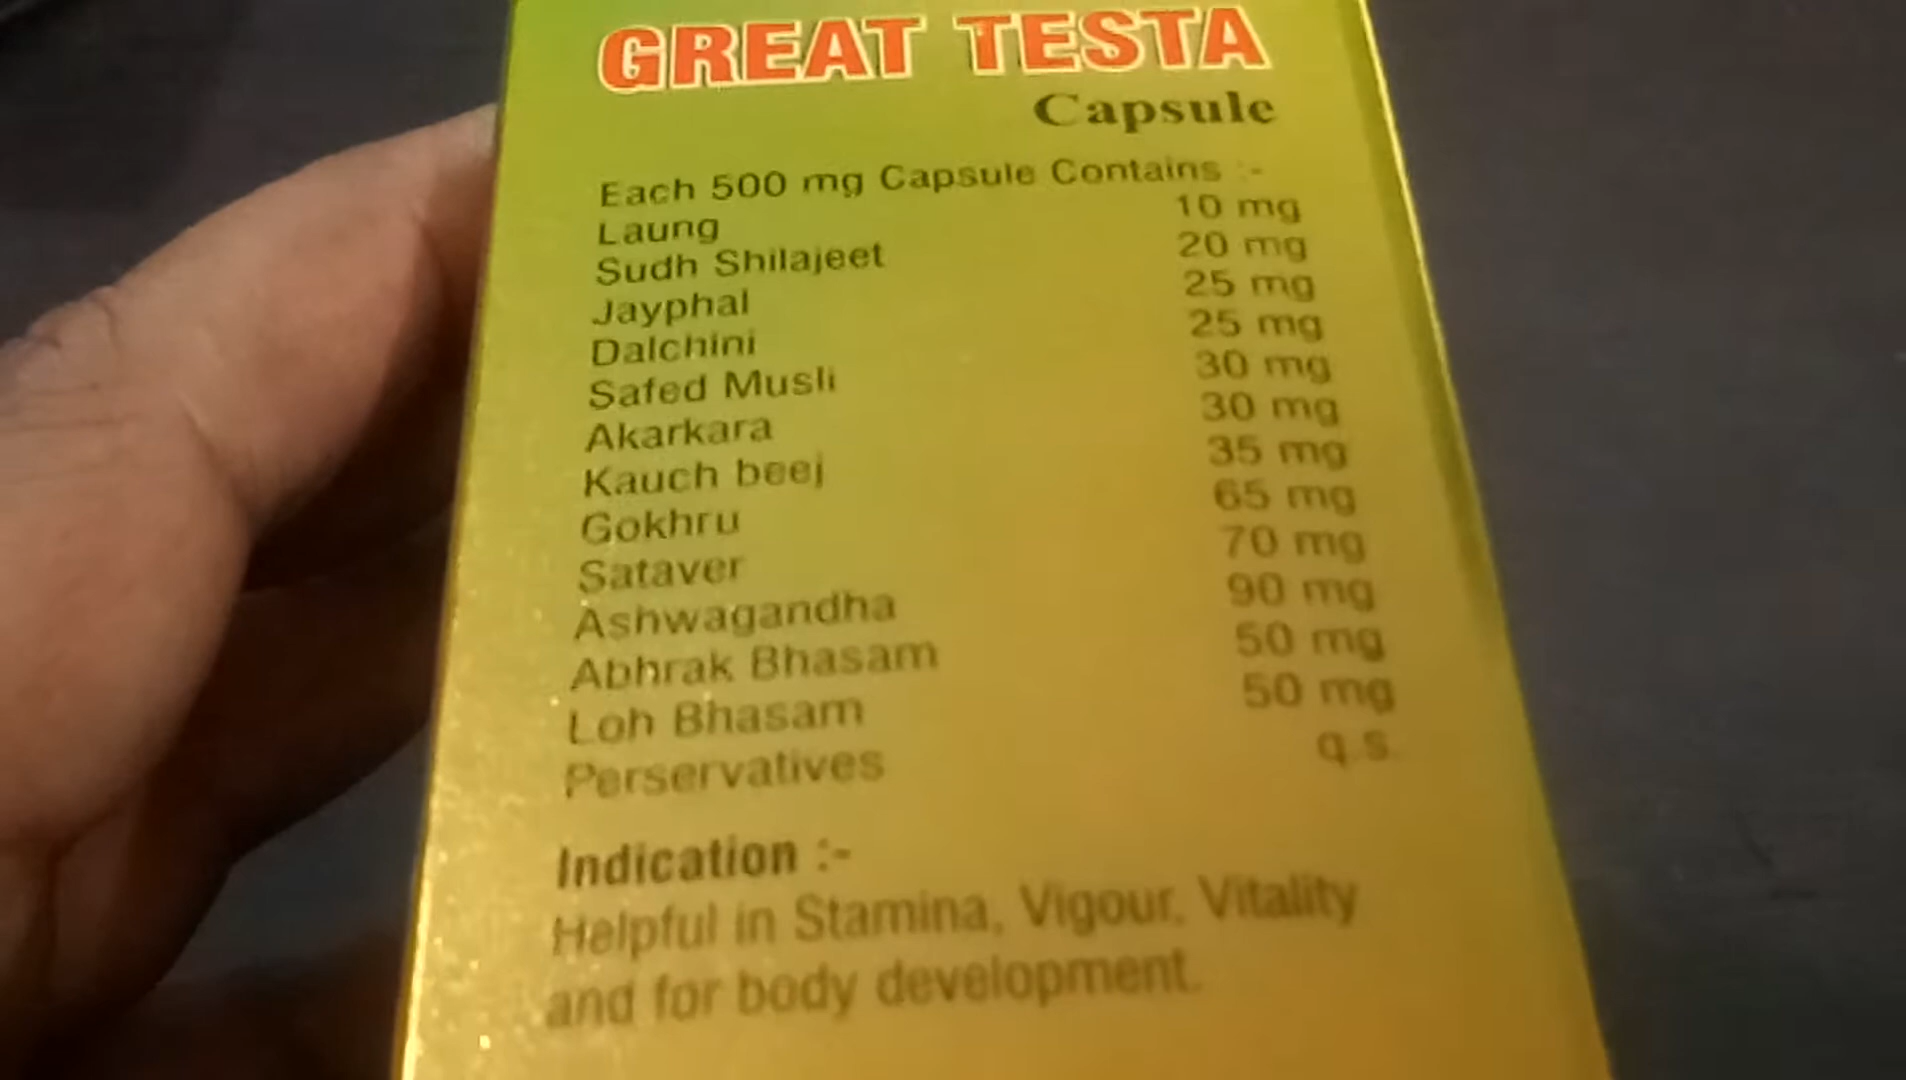 GREAT TESTA
Capsule
Each 500 mg Capsule Contains :-
Laung 10 mg
Sudh Shilajeet 20 mg
Jayphal 25 mg
Dalchini 25 mg
Safed Musli 30 mg
Akarkara 30 mg
Kauch beej 35 mg
Gokhru 65 mg
Sataver 70 mg
Ashwagandha 90 mg
Abhrak Bhasam 50 mg
Loh Bhasam 50 mg
Perservatives q.s.
Indication :-
Helpful in Stamina, Vigour, Vitality
and for body development.